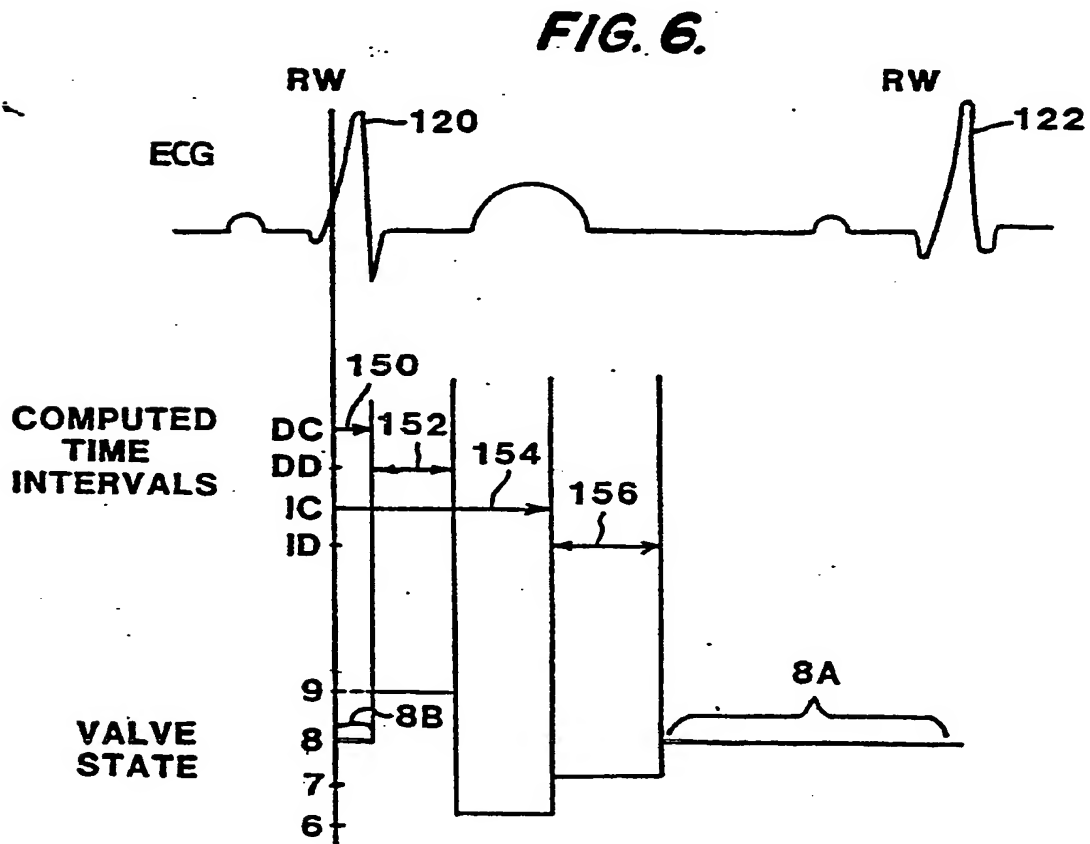 FIG. 6.
RW
RW
120
122
ECG
150
COMPUTED
TIME
INTERVALS
DC
152
DD
154
IC
156
ID
8A
9
8B
VALVE
STATE
8
7
6